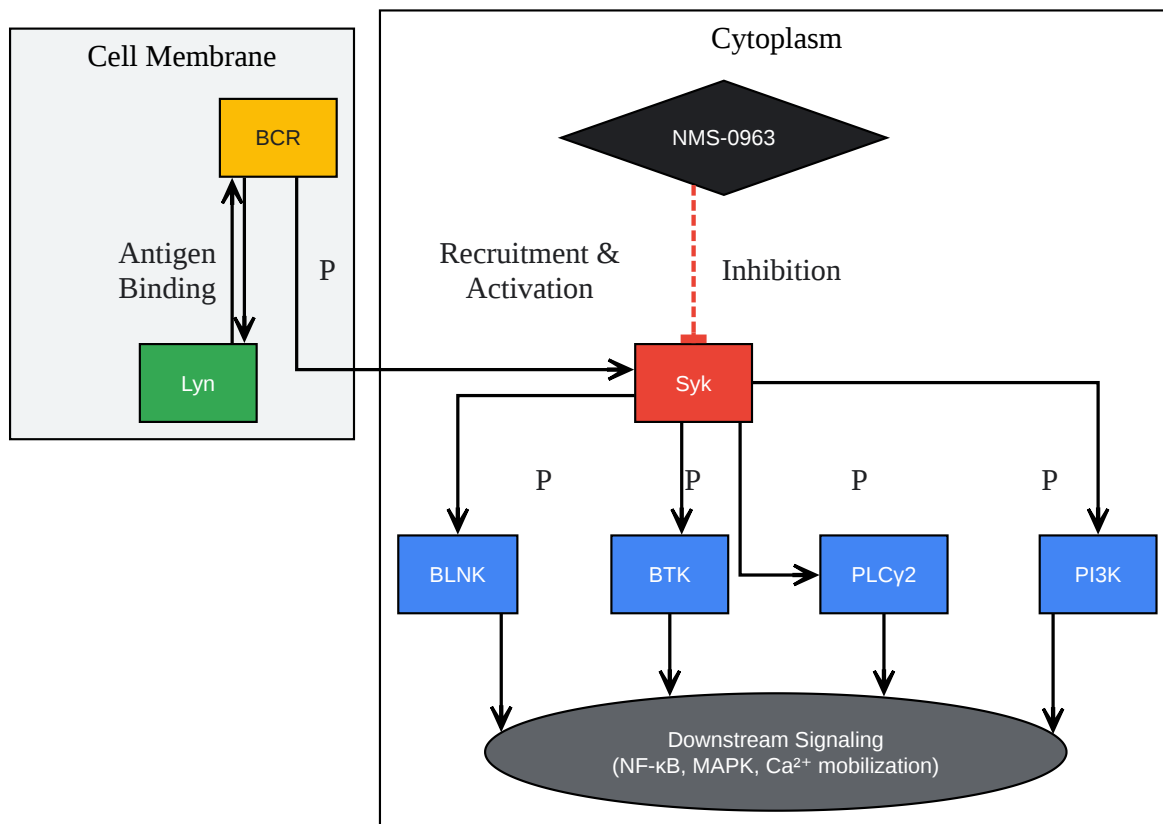 Cell Membrane
Cytoplasm
BCR
NMS-0963
Antigen
Binding
P
Recruitment &
Activation
Inhibition
Lyn
Syk
P
P
P
P
BLNK
BTK
PLCγ2
PI3K
Downstream Signaling
(NF-κB, MAPK, Ca²⁺ mobilization)